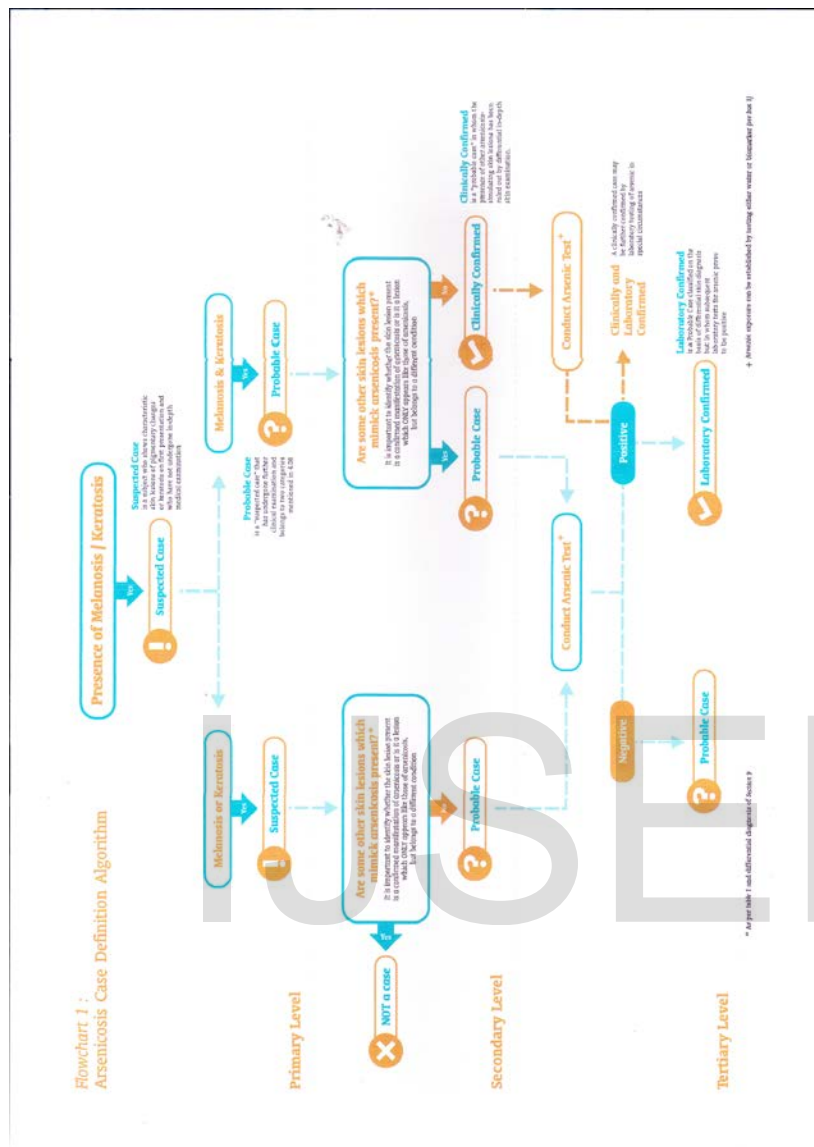 Flowchart 1 :
Arsenicosis Case Definition Algorithm
Presence of Melanosis / Keratosis
Yes
Suspected Case
Suspected Case
is a subject who shows characteristic
skin lesions of pigmentary changes
or keratosis on first presentation and
who have not undergone in-depth
medical examination
Primary Level
Melanosis or Keratosis
Yes
Suspected Case
Melanosis & Keratosis
Yes
Probable Case
Probable Case
is a "suspected case" that
has undergone further
clinical examination and
belongs to two categories
mentioned in
Are some other skin lesions which
mimick arsenicosis present?*
It is important to identify whether the skin lesion present
is a confirmed manifestation of arsenicosis or is it a lesion
which ONLY appears like those of arsenicosis,
but belongs to a different condition
Yes
NOT a case
No
Probable Case
Are some other skin lesions which
mimick arsenicosis present?*
It is important to identify whether the skin lesion present
is a confirmed manifestation of arsenicosis or is it a lesion
which ONLY appears like those of arsenicosis,
but belongs to a different condition
Yes
Probable Case
No
Clinically Confirmed
Clinically Confirmed
is a "probable case" in whom the
presence of other arsenicosis-
simulating skin lesions has been
ruled out by differential in-depth
skin examination.
Secondary Level
Conduct Arsenic Test
Conduct Arsenic Test
Negative
Positive
Clinically and
Laboratory
Confirmed
A clinically confirmed case may
be further confirmed by
laboratory testing of arsenic in
special circumstances
Tertiary Level
Probable Case
Laboratory Confirmed
Laboratory Confirmed
is a Probable Case classified on the
basis of differential skin diagnosis
but in whom subsequent
laboratory tests for arsenic prove
to be positive
* As per table 1 and differential diagnosis of
+ Arsenic exposure can be established by testing either water or biomarker per
IJSE